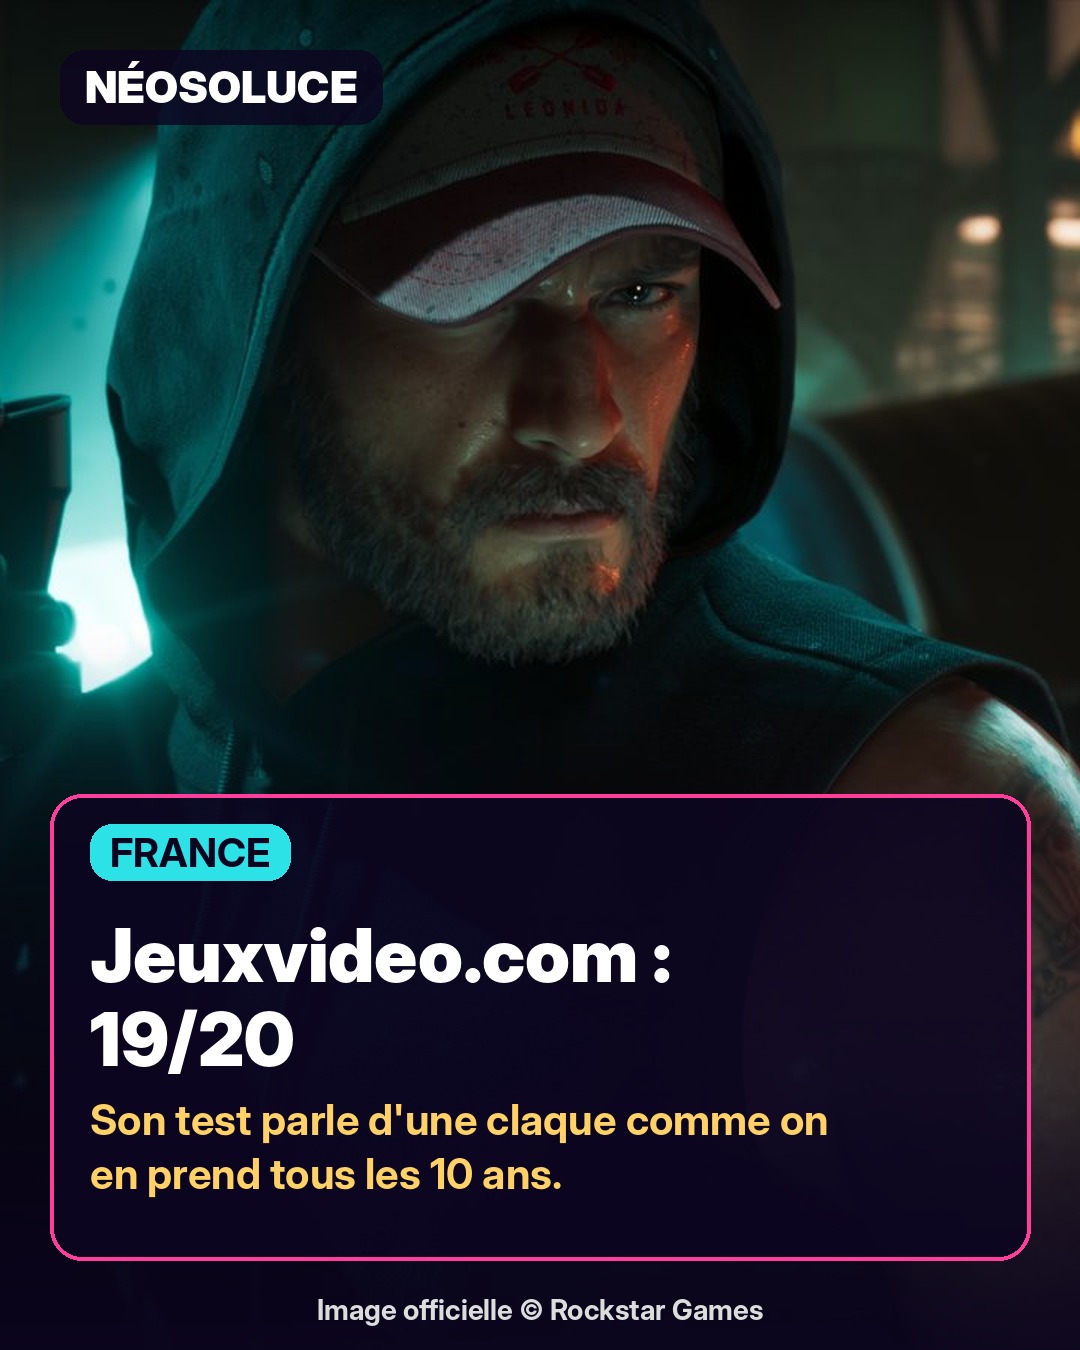 NÉOSOLUCE
LEONIDA
FRANCE
Jeuxvideo.com :
19/20
Son test parle d'une claque comme on
en prend tous les 10 ans.
Image officielle © Rockstar Games